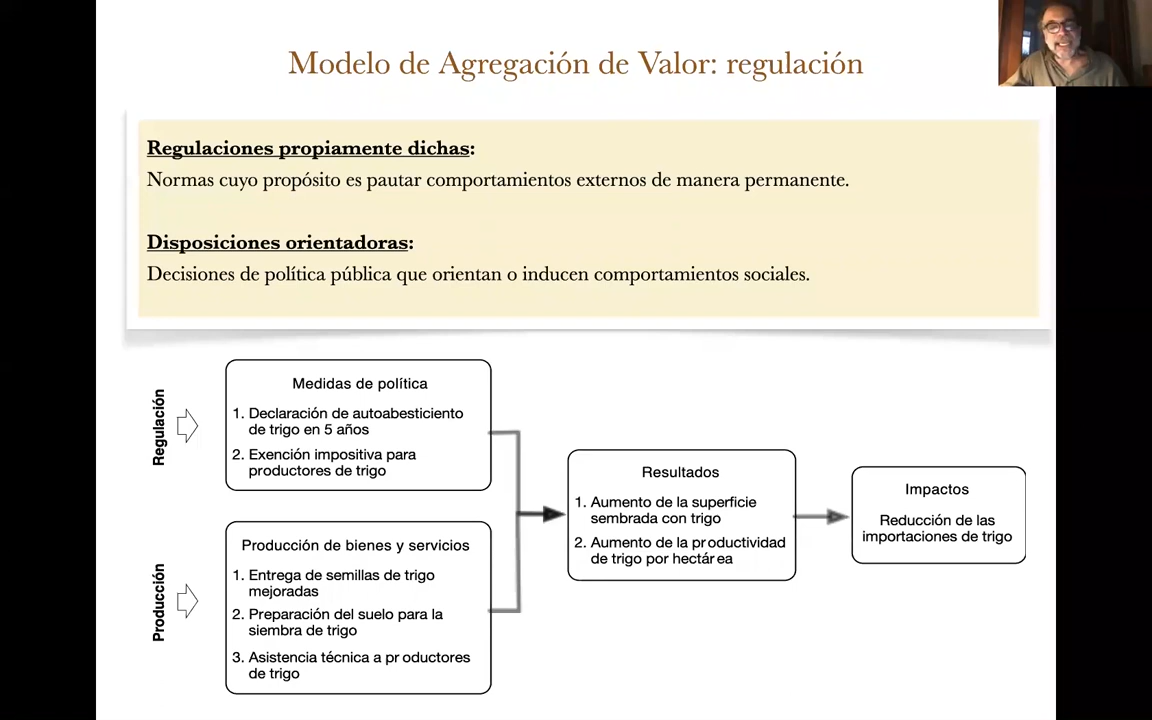 Modelo de Agregación de Valor: regulación
Regulaciones propiamente dichas:
Normas cuyo propósito es pautar comportamientos externos de manera permanente.
Disposiciones orientadoras:
Decisiones de política pública que orientan o inducen comportamientos sociales.
Regulación
Medidas de política
1. Declaración de autoabesticiento
de trigo en 5 años
2. Exención impositiva para
productores de trigo
Producción
Producción de bienes y servicios
1. Entrega de semillas de trigo
mejoradas
2. Preparación del suelo para la
siembra de trigo
3. Asistencia técnica a pr oductores
de trigo
Resultados
1. Aumento de la superficie
sembrada con trigo
2. Aumento de la pr oductividad
de trigo por hectár ea
Impactos
Reducción de las
importaciones de trigo